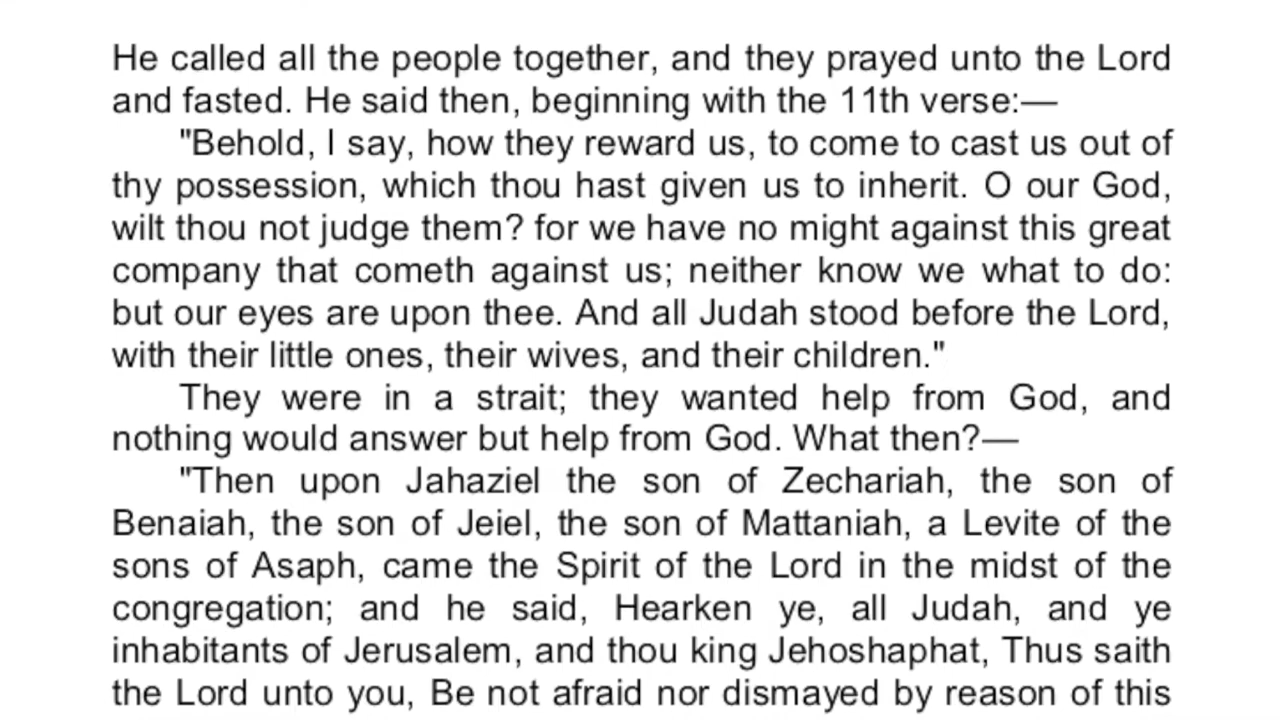 He called all the people together, and they prayed unto the Lord
and fasted. He said then, beginning with the 11th verse:—
"Behold, I say, how they reward us, to come to cast us out of
thy possession, which thou hast given us to inherit. O our God,
wilt thou not judge them? for we have no might against this great
company that cometh against us; neither know we what to do:
but our eyes are upon thee. And all Judah stood before the Lord,
with their little ones, their wives, and their children."
They were in a strait; they wanted help from God, and
nothing would answer but help from God. What then?—
"Then upon Jahaziel the son of Zechariah, the son of
Benaiah, the son of Jeiel, the son of Mattaniah, a Levite of the
sons of Asaph, came the Spirit of the Lord in the midst of the
congregation; and he said, Hearken ye, all Judah, and ye
inhabitants of Jerusalem, and thou king Jehoshaphat, Thus saith
the Lord unto you, Be not afraid nor dismayed by reason of this